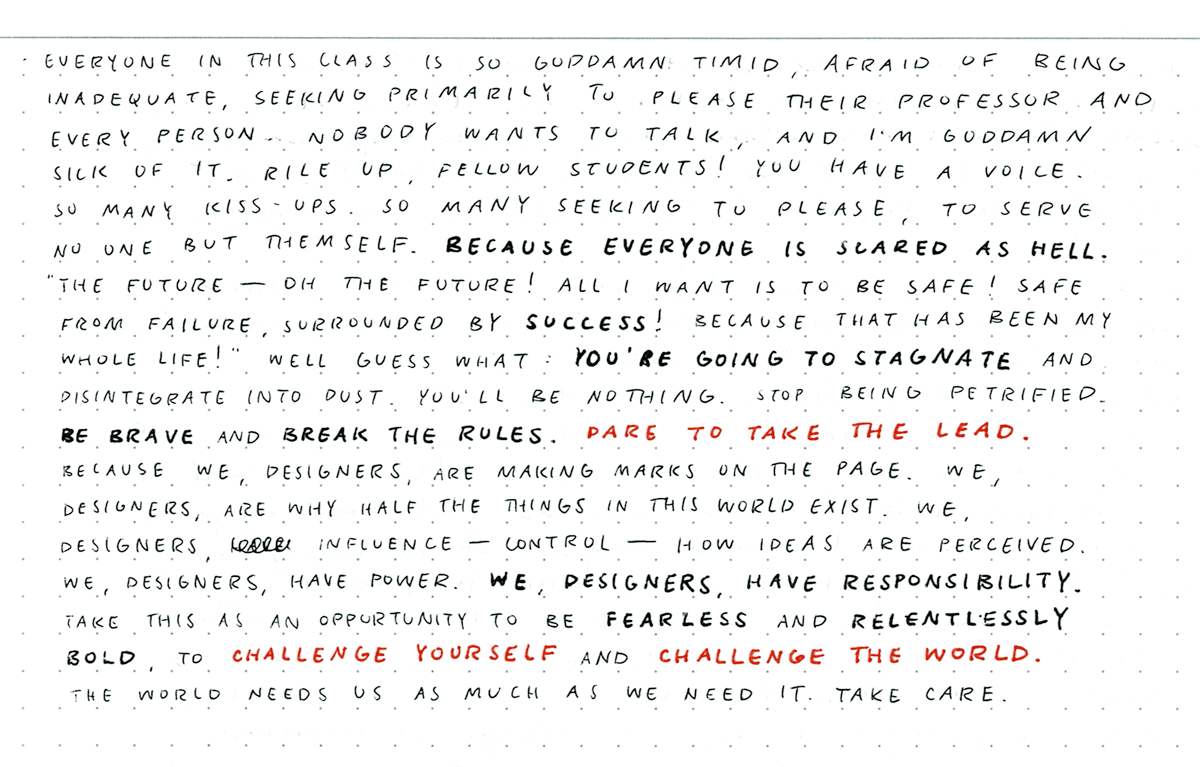 EVERYONE IN THIS CLASS IS SO GODDAMN TIMID, AFRAID OF BEING
INADEQUATE, SEEKING PRIMARILY TO PLEASE THEIR PROFESSOR AND
EVERY PERSON. NOBODY WANTS TO TALK, AND I'M GODDAMN
SICK OF IT. RILE UP, FELLOW STUDENTS! YOU HAVE A VOICE.
SO MANY KISS-UPS. SO MANY SEEKING TO PLEASE, TO SERVE
NO ONE BUT THEMSELF. BECAUSE EVERYONE IS SCARED AS HELL.
"THE FUTURE — OH THE FUTURE! ALL I WANT IS TO BE SAFE! SAFE
FROM FAILURE, SURROUNDED BY SUCCESS! BECAUSE THAT HAS BEEN MY
WHOLE LIFE!" WELL GUESS WHAT: YOU'RE GOING TO STAGNATE AND
DISINTEGRATE INTO DUST. YOU'LL BE NOTHING. STOP BEING PETRIFIED.
BE BRAVE AND BREAK THE RULES. DARE TO TAKE THE LEAD.
BECAUSE WE, DESIGNERS, ARE MAKING MARKS ON THE PAGE. WE,
DESIGNERS, ARE WHY HALF THE THINGS IN THIS WORLD EXIST. WE,
DESIGNERS, INFLUENCE — CONTROL — HOW IDEAS ARE PERCEIVED.
WE, DESIGNERS, HAVE POWER. WE, DESIGNERS, HAVE RESPONSIBILITY.
TAKE THIS AS AN OPPORTUNITY TO BE FEARLESS AND RELENTLESSLY
BOLD, TO CHALLENGE YOURSELF AND CHALLENGE THE WORLD.
THE WORLD NEEDS US AS MUCH AS WE NEED IT. TAKE CARE.